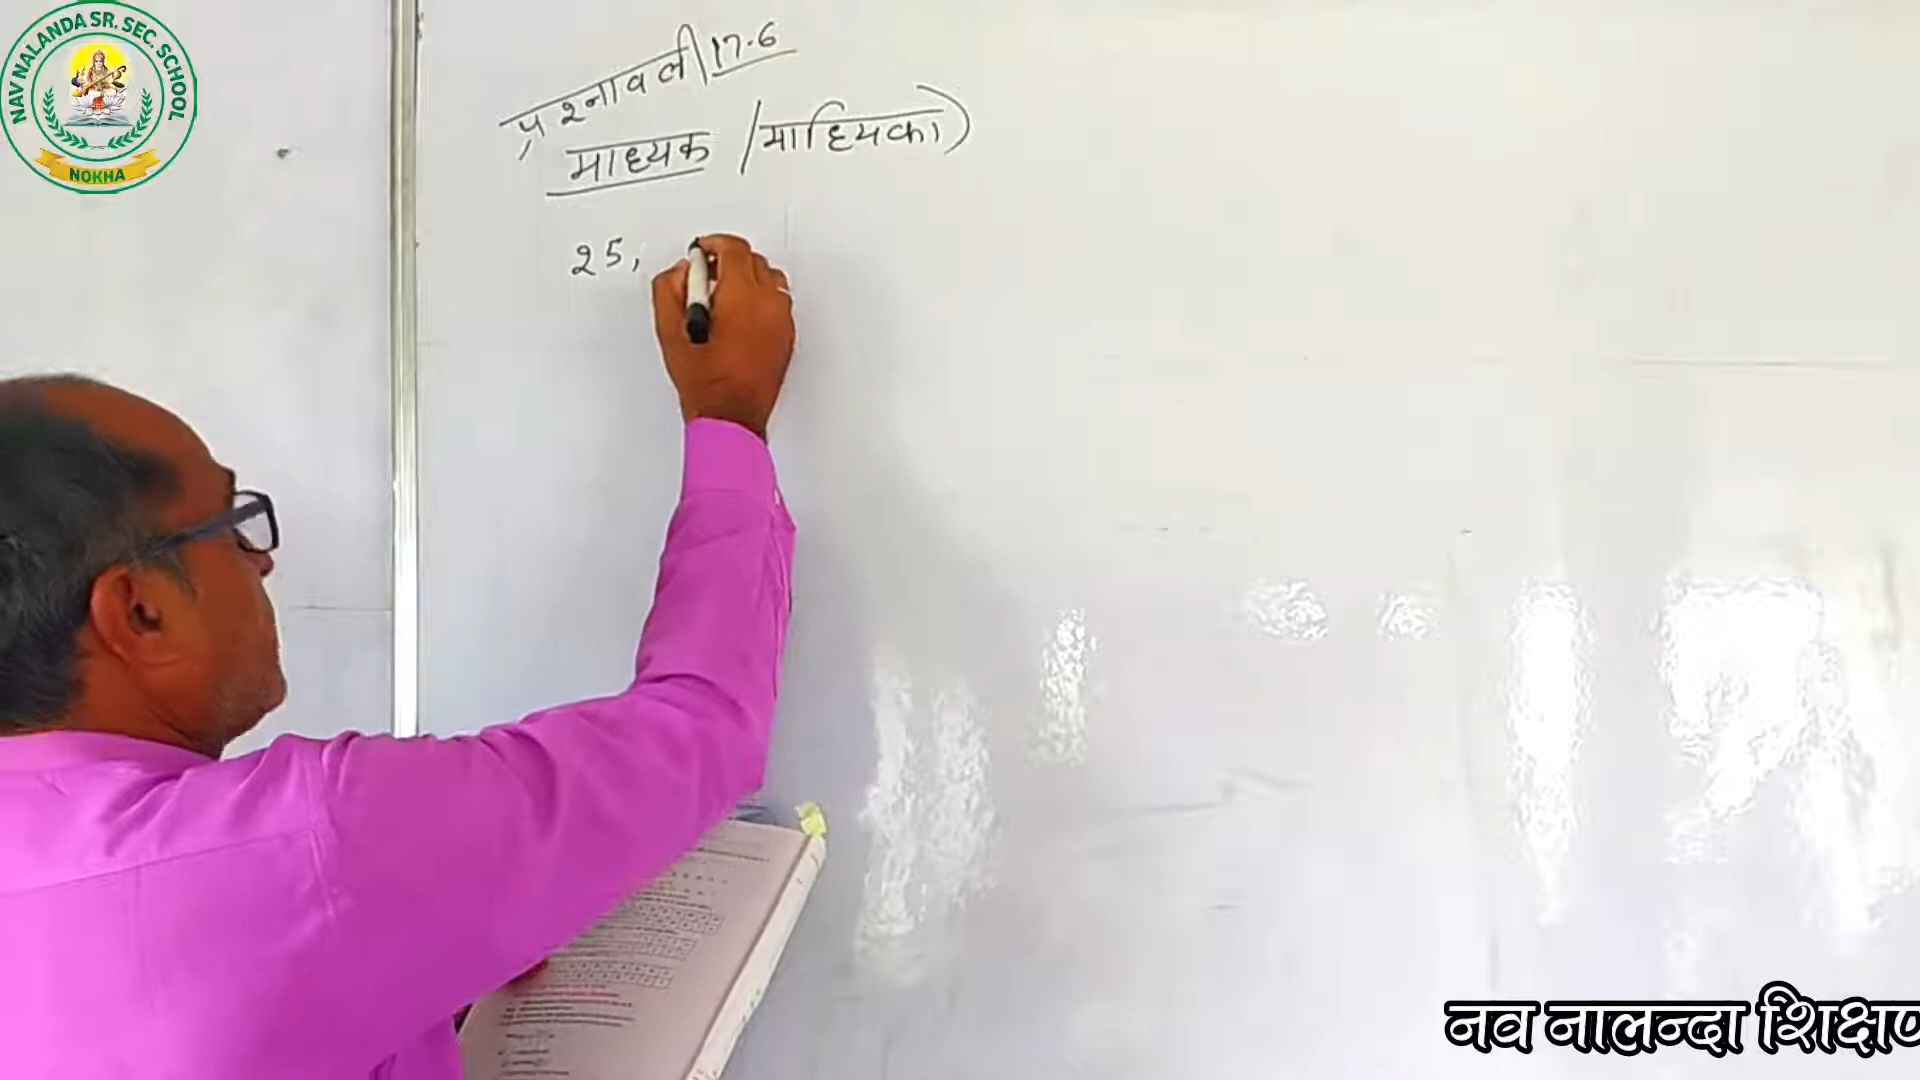 NAV NALANDA SR. SEC. SCHOOL
NOKHA
प्रश्नावली 17.6
माध्यक / माध्यिका)
25,
नव नालन्दा शिक्षण